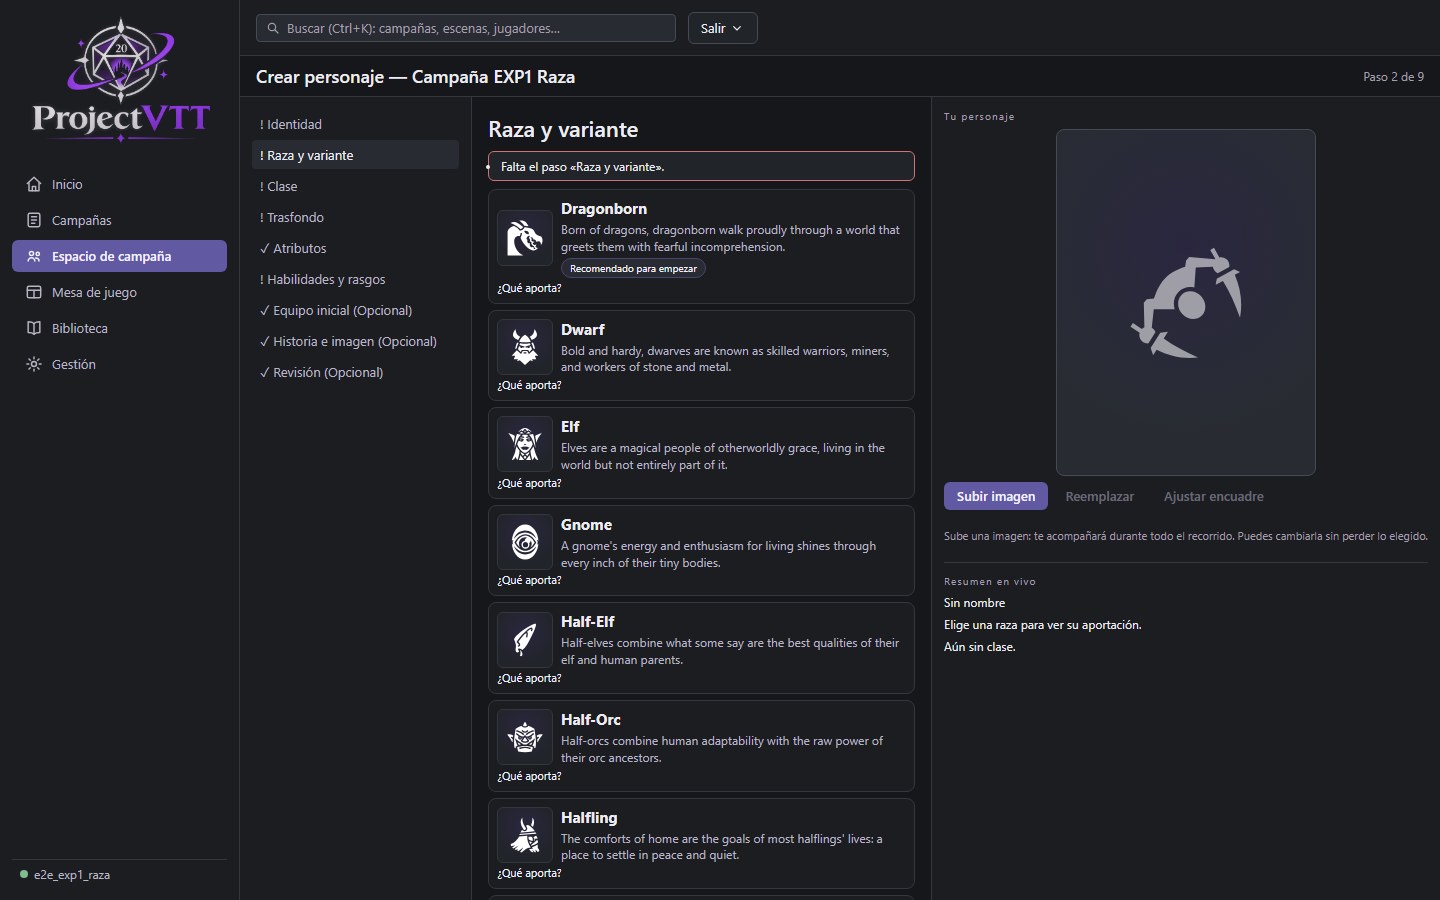 20
ProjectVTT
Inicio
Campañas
Espacio de campaña
Mesa de juego
Biblioteca
Gestión
e2e_exp1_raza
Buscar (Ctrl+K): campañas, escenas, jugadores...
Salir
Crear personaje — Campaña EXP1 Raza
Paso 2 de 9
! Identidad
! Raza y variante
! Clase
! Trasfondo
✓ Atributos
! Habilidades y rasgos
✓ Equipo inicial (Opcional)
✓ Historia e imagen (Opcional)
✓ Revisión (Opcional)
Raza y variante
Falta el paso «Raza y variante».
Dragonborn
Born of dragons, dragonborn walk proudly through a world that
greets them with fearful incomprehension.
Recomendado para empezar
¿Qué aporta?
Dwarf
Bold and hardy, dwarves are known as skilled warriors, miners,
and workers of stone and metal.
¿Qué aporta?
Elf
Elves are a magical people of otherworldly grace, living in the
world but not entirely part of it.
¿Qué aporta?
Gnome
A gnome's energy and enthusiasm for living shines through
every inch of their tiny bodies.
¿Qué aporta?
Half-Elf
Half-elves combine what some say are the best qualities of their
elf and human parents.
¿Qué aporta?
Half-Orc
Half-orcs combine human adaptability with the raw power of
their orc ancestors.
¿Qué aporta?
Halfling
The comforts of home are the goals of most halflings' lives: a
place to settle in peace and quiet.
¿Qué aporta?
Tu personaje
Subir imagen
Reemplazar
Ajustar encuadre
Sube una imagen: te acompañará durante todo el recorrido. Puedes cambiarla sin perder lo elegido.
Resumen en vivo
Sin nombre
Elige una raza para ver su aportación.
Aún sin clase.